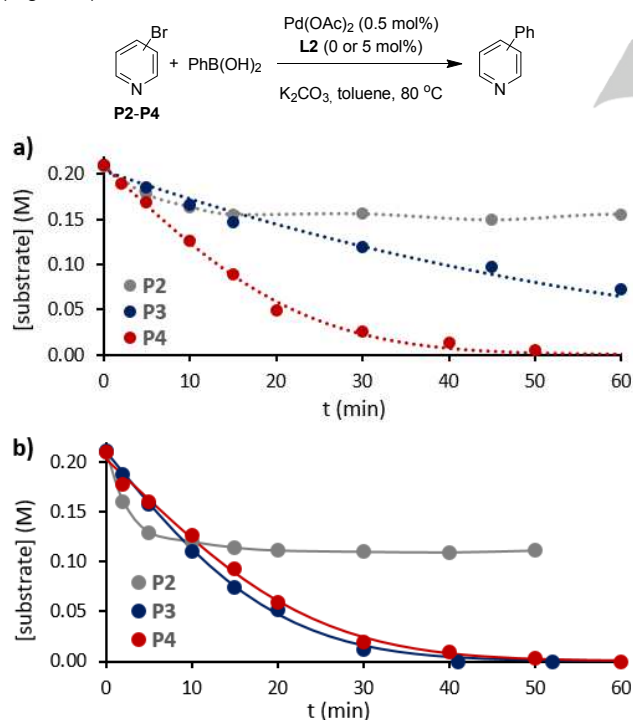 Br
Pd(OAc)₂ (0.5 mol%)
Ph
L2 (0 or 5 mol%)
+ PhB(OH)₂
N
K₂CO₃, toluene, 80 °C
N
P2-P4
a)
[substrate] (M)
0.20
0.15
0.10
0.05
0.00
P2
P3
P4
0 10 20 30 40 50 60
t (min)
b)
[substrate] (M)
0.20
0.15
0.10
0.05
0.00
P2
P3
P4
0 10 20 30 40 50 60
t (min)